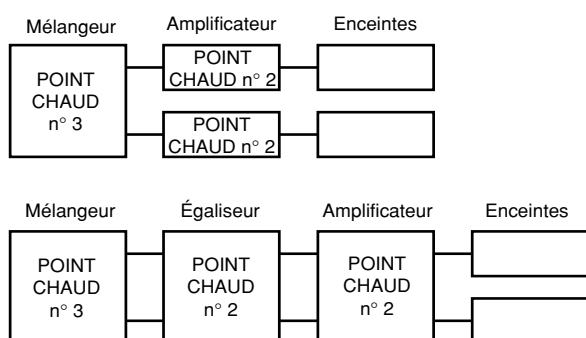 Mélangeur Amplificateur Enceintes
POINT
CHAUD
n° 3
POINT
CHAUD n° 2
POINT
CHAUD n° 2
Mélangeur Égaliseur Amplificateur Enceintes
POINT
CHAUD
n° 3
POINT
CHAUD
n° 2
POINT
CHAUD
n° 2